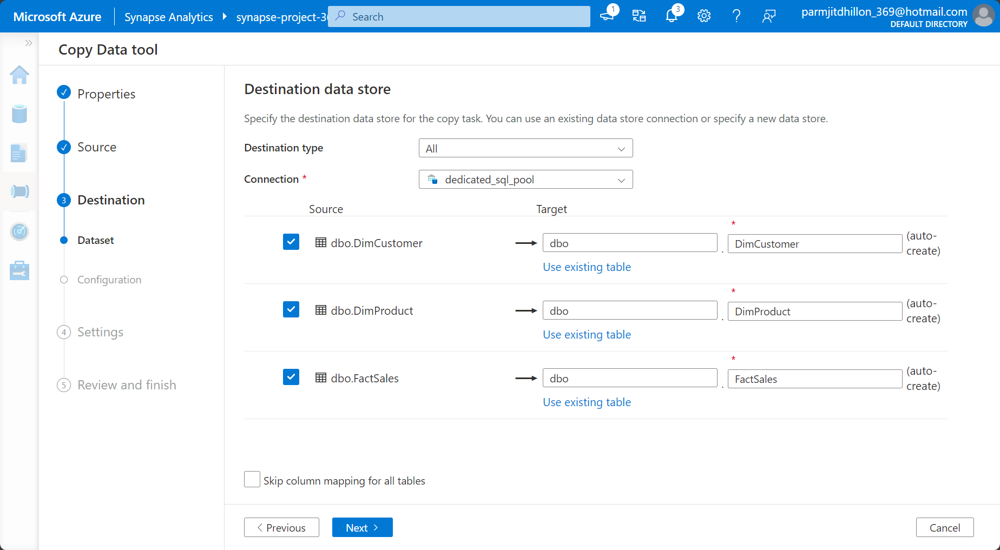 Microsoft Azure
Synapse Analytics
synapse-project-3
Search
1
3
parmjitdhillon_369@hotmail.com
DEFAULT DIRECTORY
Copy Data tool
Properties
Source
3 Destination
Dataset
Configuration
4 Settings
5 Review and finish
Destination data store
Specify the destination data store for the copy task. You can use an existing data store connection or specify a new data store.
Destination type
All
Connection *
dedicated_sql_pool
Source Target
*
dbo.DimCustomer dbo . DimCustomer (auto-
create)
Use existing table
*
dbo.DimProduct dbo . DimProduct (auto-
create)
Use existing table
*
dbo.FactSales dbo . FactSales (auto-
create)
Use existing table
Skip column mapping for all tables
< Previous
Next >
Cancel